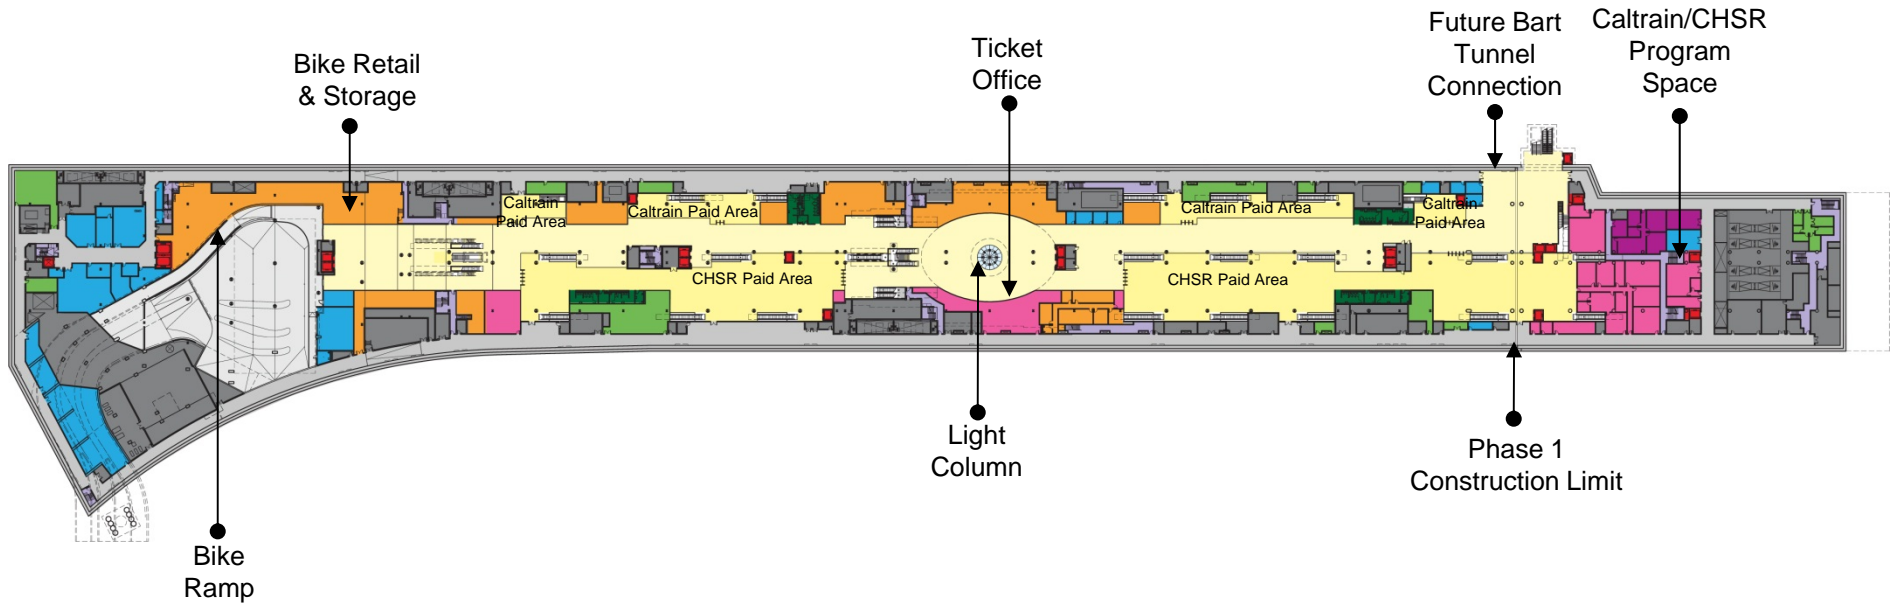 Bike Retail
& Storage
Ticket
Office
Future Bart
Tunnel
Connection
Caltrain/CHSR
Program
Space
Caltrain
Paid Area
Caltrain Paid Area
Caltrain Paid Area
Caltrain
Paid Area
CHSR Paid Area
CHSR Paid Area
Light
Column
Phase 1
Construction Limit
Bike
Ramp